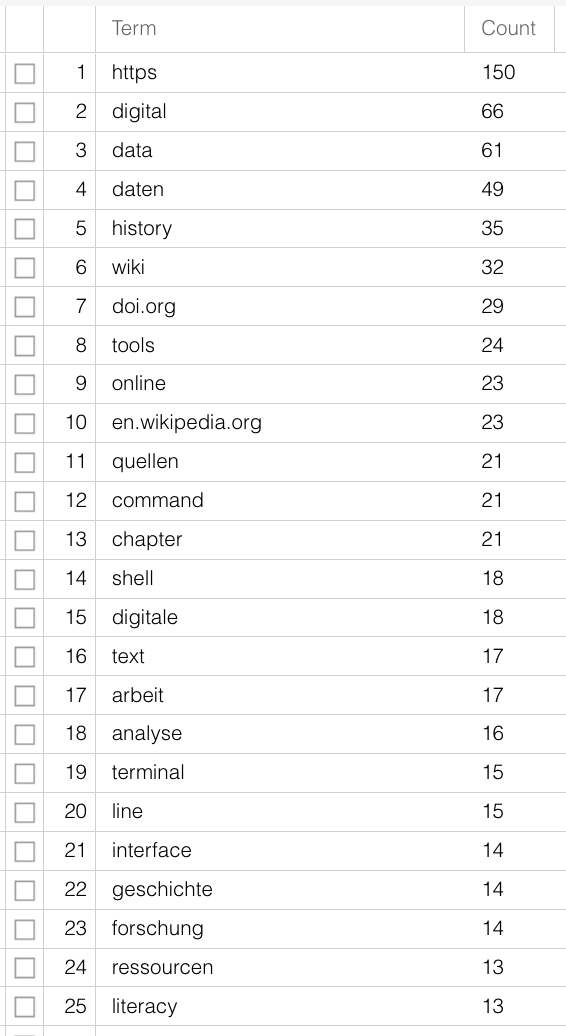 Term Count
1 https 150
2 digital 66
3 data 61
4 daten 49
5 history 35
6 wiki 32
7 doi.org 29
8 tools 24
9 online 23
10 en.wikipedia.org 23
11 quellen 21
12 command 21
13 chapter 21
14 shell 18
15 digitale 18
16 text 17
17 arbeit 17
18 analyse 16
19 terminal 15
20 line 15
21 interface 14
22 geschichte 14
23 forschung 14
24 ressourcen 13
25 literacy 13